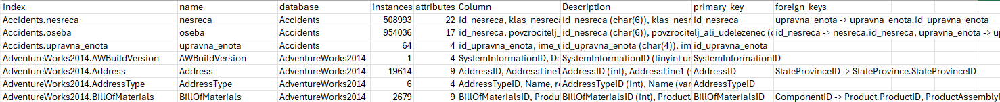 index name database instances attributes Column Description primary_key foreign_keys
Accidents.nesreca nesreca Accidents 508993 22 id_nesreca, klas_nesrec id_nesreca (char(6)), klas_nesr id_nesreca upravna_enota -> upravna_enota.id_upravna_enota
Accidents.oseba oseba Accidents 954036 17 id_nesreca, povzrocitelj_ id_nesreca (char(6)), povzrocitelj_ali_udelezenec (c id_nesreca -> nesreca.id_nesreca, upravna_enota -> up
Accidents.upravna_enota upravna_enota Accidents 64 4 id_upravna_enota, ime_u id_upravna_enota (char(4)), im id_upravna_enota
AdventureWorks2014.AWBuildVersion AWBuildVersion AdventureWorks2014 1 4 SystemInformationID, Da SystemInformationID (tinyint un SystemInformationID
AdventureWorks2014.Address Address AdventureWorks2014 19614 9 AddressID, AddressLine1 AddressID (int), AddressLine1 (v AddressID StateProvinceID -> StateProvince.StateProvinceID
AdventureWorks2014.AddressType AddressType AdventureWorks2014 6 4 AddressTypeID, Name, ro AddressTypeID (int), Name (var AddressTypeID
AdventureWorks2014.BillOfMaterials BillOfMaterials AdventureWorks2014 2679 9 BillOfMaterialsID, Produ BillOfMaterialsID (int), Product BillOfMaterialsID ComponentID -> Product.ProductID, ProductAssemblyI